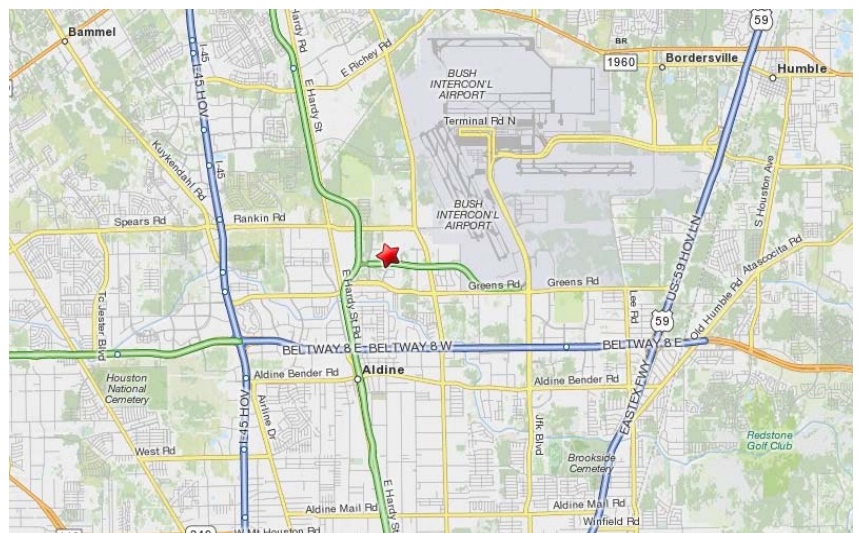 59
Bammel
I-45
I-45 HOV
E Hardy Rd
E Richey Rd
E Hardy St
BR
1960
Bordersville
Humble
BUSH
INTERCON'L
AIRPORT
Terminal Rd N
Kuykendahl Rd
I-45
S Houston Ave
Spears Rd
Rankin Rd
BUSH
INTERCON'L
AIRPORT
US-59 HOV LN
Atascocita Rd
Tc Jester Blvd
E Hardy St Rd
Greens Rd
Greens Rd
Lee Rd
Old Humble Rd
59
BELTWAY 8 E-BELTWAY 8 W
BELTWAY 8 E
Aldine
Aldine Bender Rd
Aldine Bender Rd
Houston
National
Cemetery
I-45 HOV
Airline Dr
EASTEX FWY
Jfk Blvd
Redstone
Golf Club
West Rd
Brookside
Cemetery
E Hardy St
Aldine Mail Rd
Aldine Mail Rd
Winfield Rd
W Mt Houston Rd